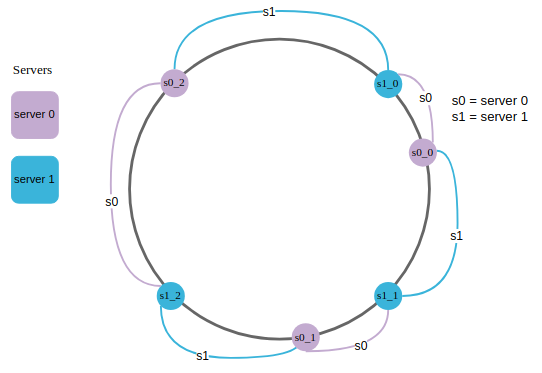 s1
Servers
s0_2
s1_0
server 0
s0
s0 = server 0
s1 = server 1
s0_0
server 1
s0
s1
s1_2
s1_1
s0_1
s0
s1